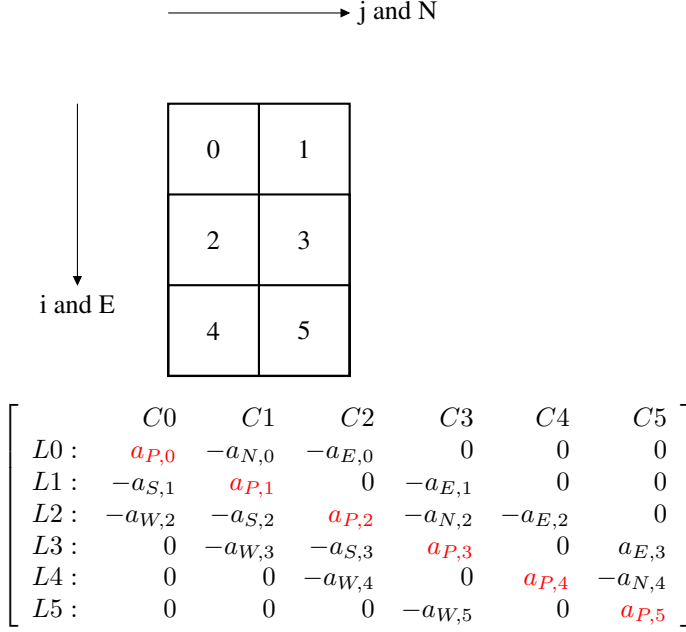 j and N
0 1
2 3
i and E
4 5
C0 C1 C2 C3 C4 C5
L0 : a_{P,0} −a_{N,0} −a_{E,0} 0 0 0
L1 : −a_{S,1} a_{P,1} 0 −a_{E,1} 0 0
L2 : −a_{W,2} −a_{S,2} a_{P,2} −a_{N,2} −a_{E,2} 0
L3 : 0 −a_{W,3} −a_{S,3} a_{P,3} 0 a_{E,3}
L4 : 0 0 −a_{W,4} 0 a_{P,4} −a_{N,4}
L5 : 0 0 0 −a_{W,5} 0 a_{P,5}